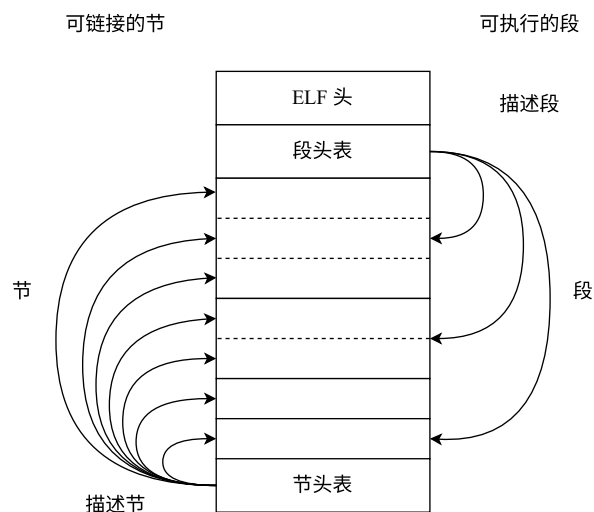 可链接的节
可执行的段
ELF 头
描述段
段头表
节
段
节头表
描述节